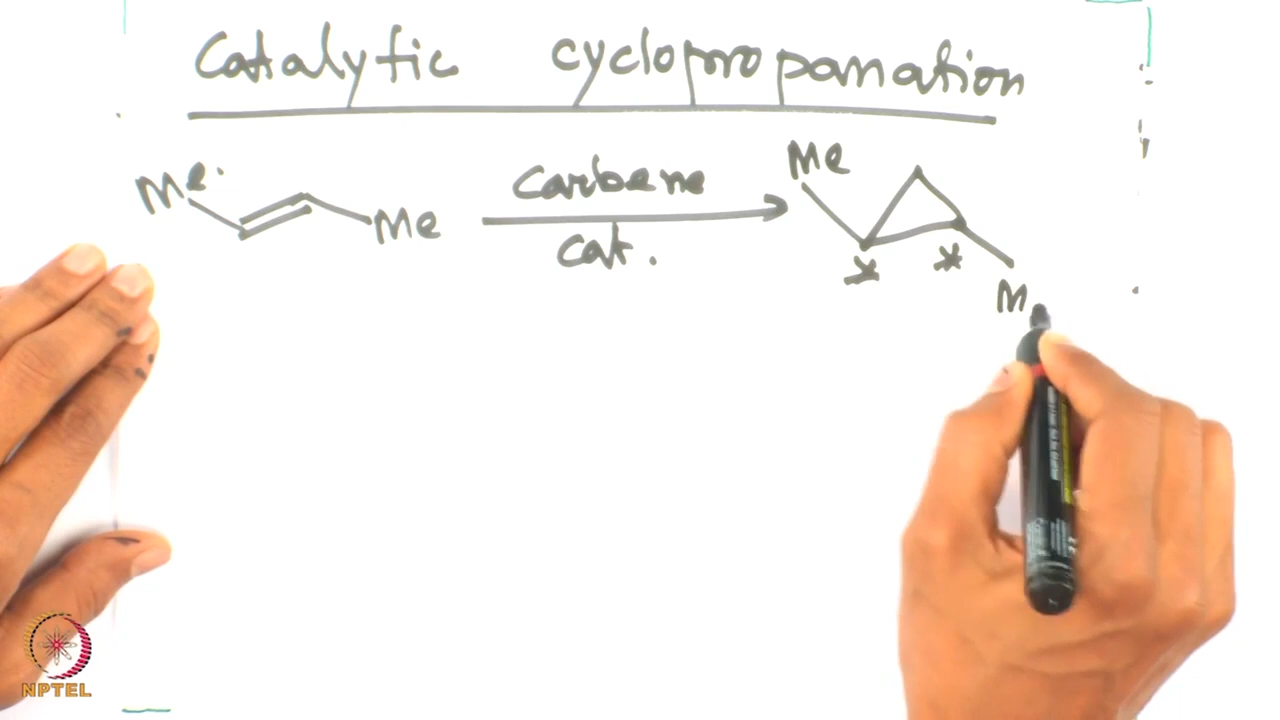 Catalytic cyclopropanation
Me Me Carbene Me
cat. * *
M
NPTEL